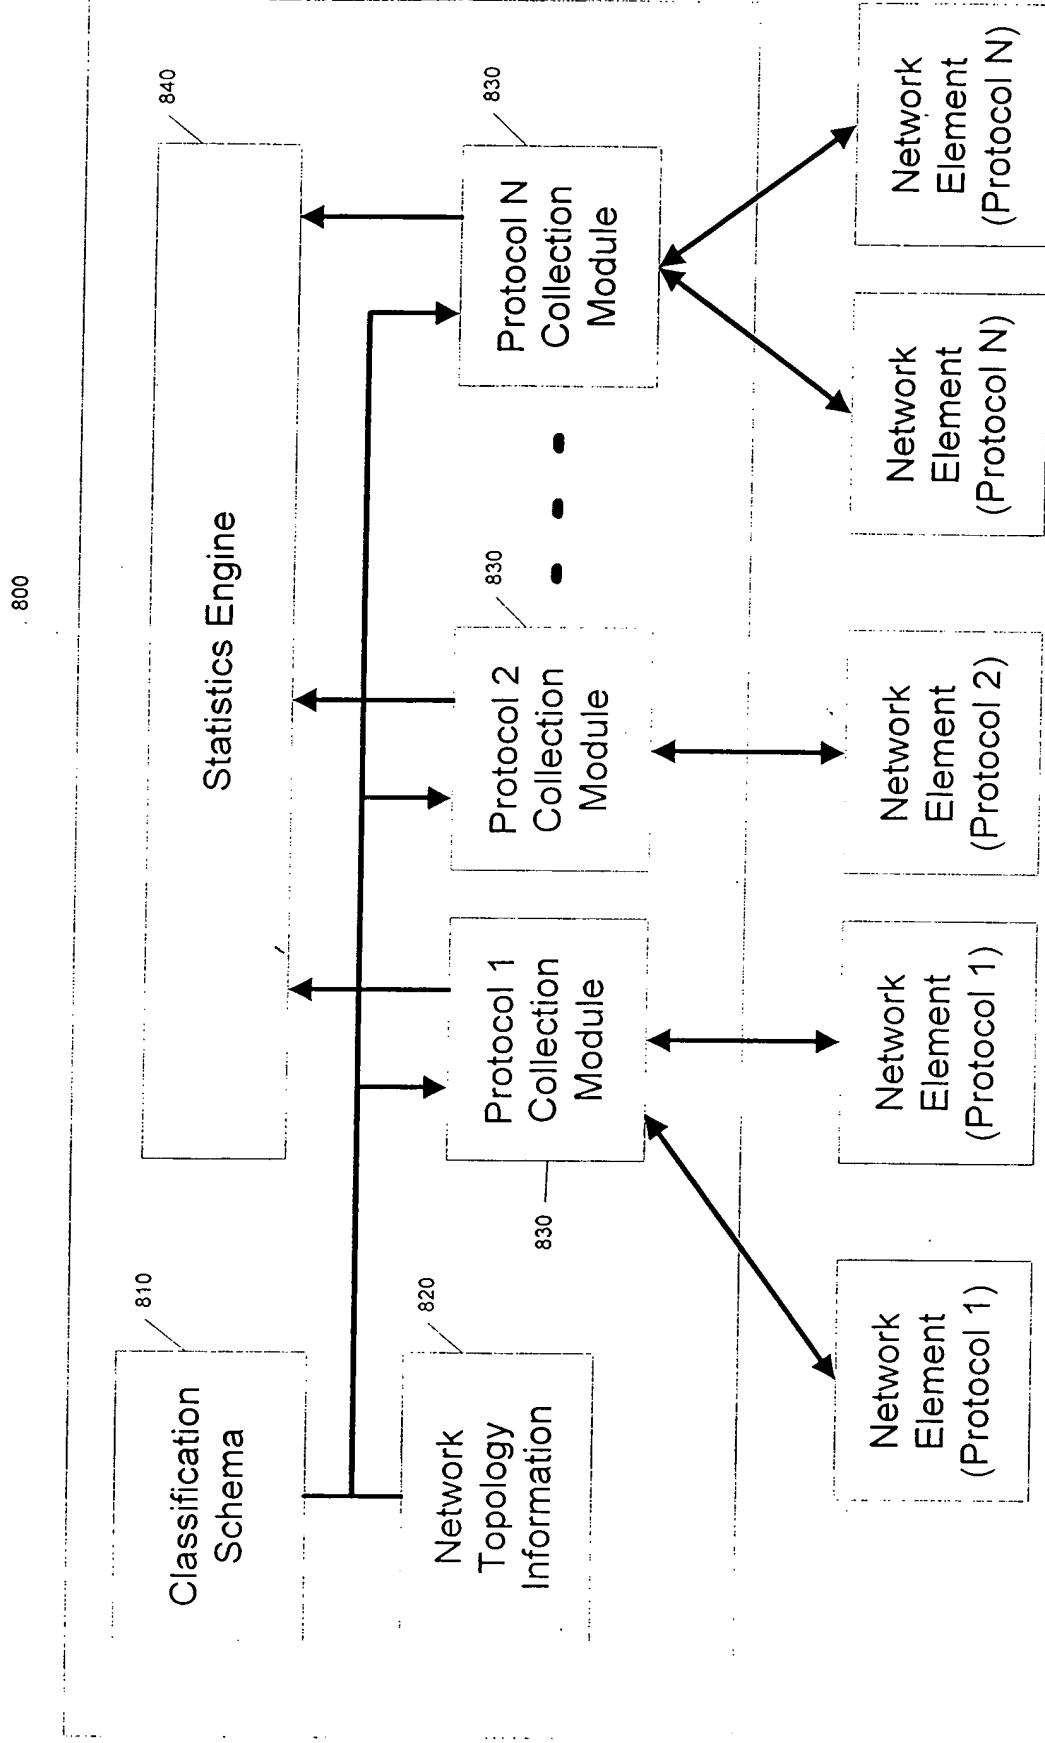 800
840
Statistics Engine
810
Classification
Schema
820
Network
Topology
Information
830
Protocol 1
Collection
Module
830
Protocol 2
Collection
Module
830
Protocol N
Collection
Module
Network
Element
(Protocol 1)
Network
Element
(Protocol 1)
Network
Element
(Protocol 2)
Network
Element
(Protocol N)
Network
Element
(Protocol N)